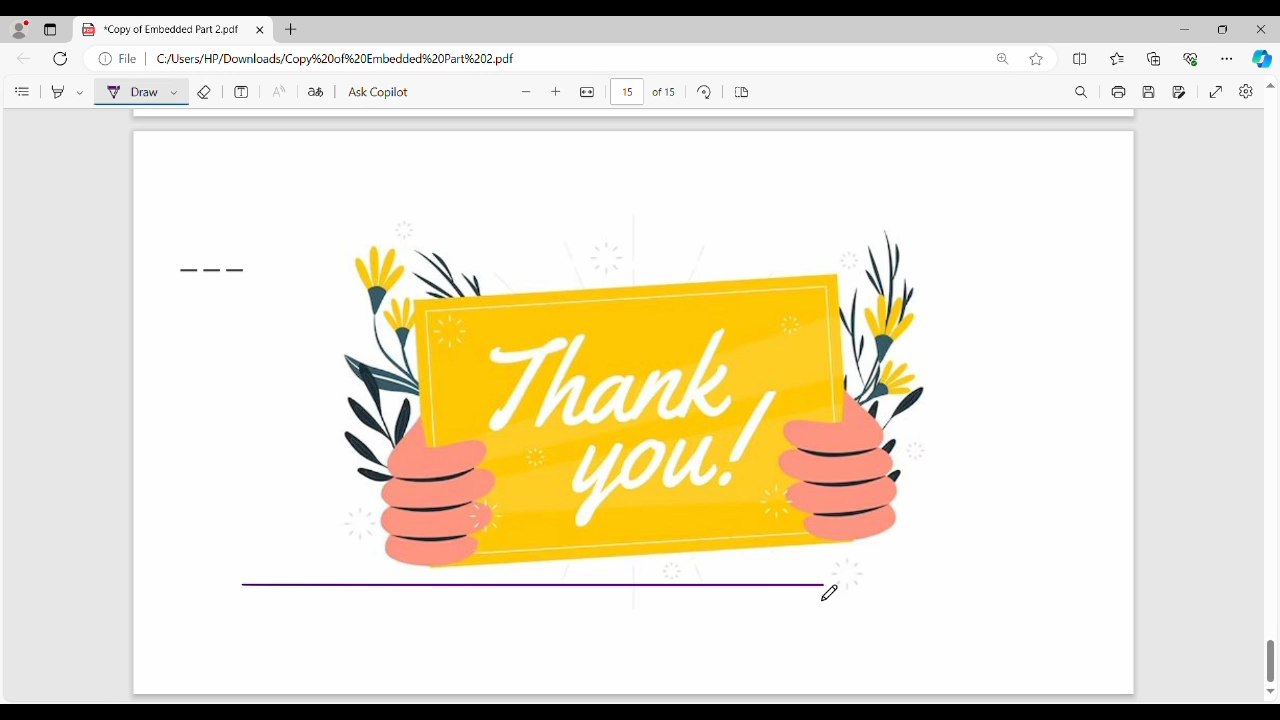 *Copy of Embedded Part 2.pdf
File
C:/Users/HP/Downloads/Copy%20of%20Embedded%20Part%202.pdf
Draw
Ask Copilot
15
of 15
Thank
you!